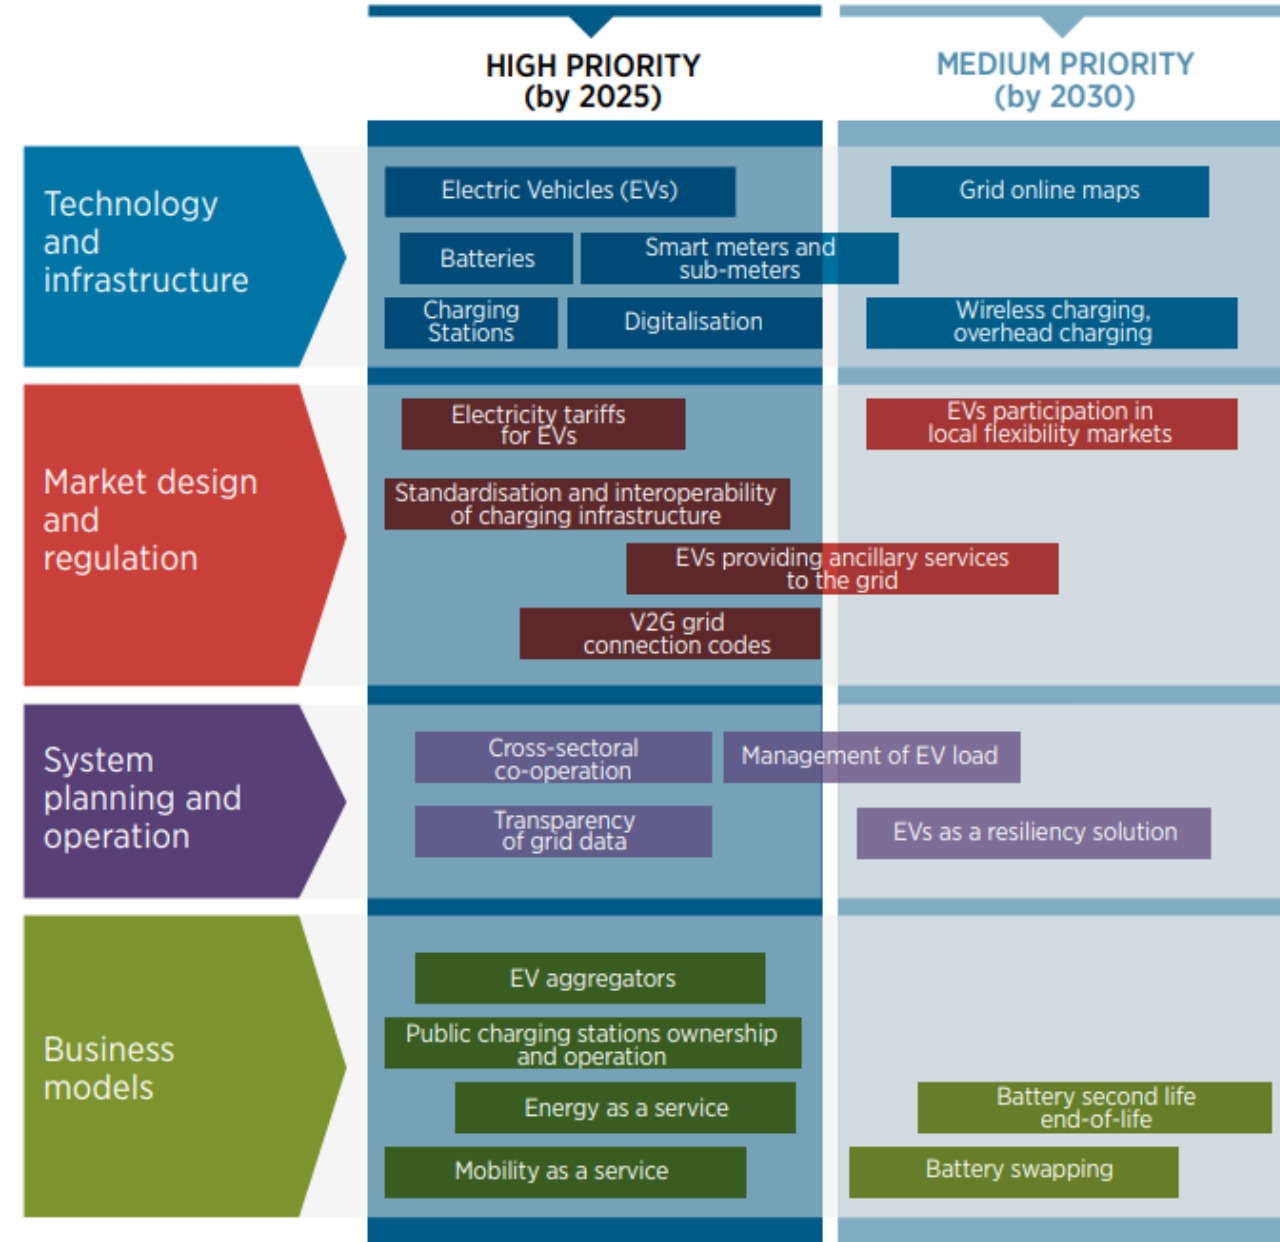 HIGH PRIORITY
(by 2025)
MEDIUM PRIORITY
(by 2030)
Technology
and
infrastructure
Electric Vehicles (EVs)
Grid online maps
Batteries
Smart meters and
sub-meters
Charging
Stations
Digitalisation
Wireless charging,
overhead charging
Market design
and
regulation
Electricity tariffs
for EVs
EVs participation in
local flexibility markets
Standardisation and interoperability
of charging infrastructure
EVs providing ancillary services
to the grid
V2G grid
connection codes
System
planning and
operation
Cross-sectoral
co-operation
Management of EV load
Transparency
of grid data
EVs as a resiliency solution
Business
models
EV aggregators
Public charging stations ownership
and operation
Energy as a service
Battery second life
end-of-life
Mobility as a service
Battery swapping